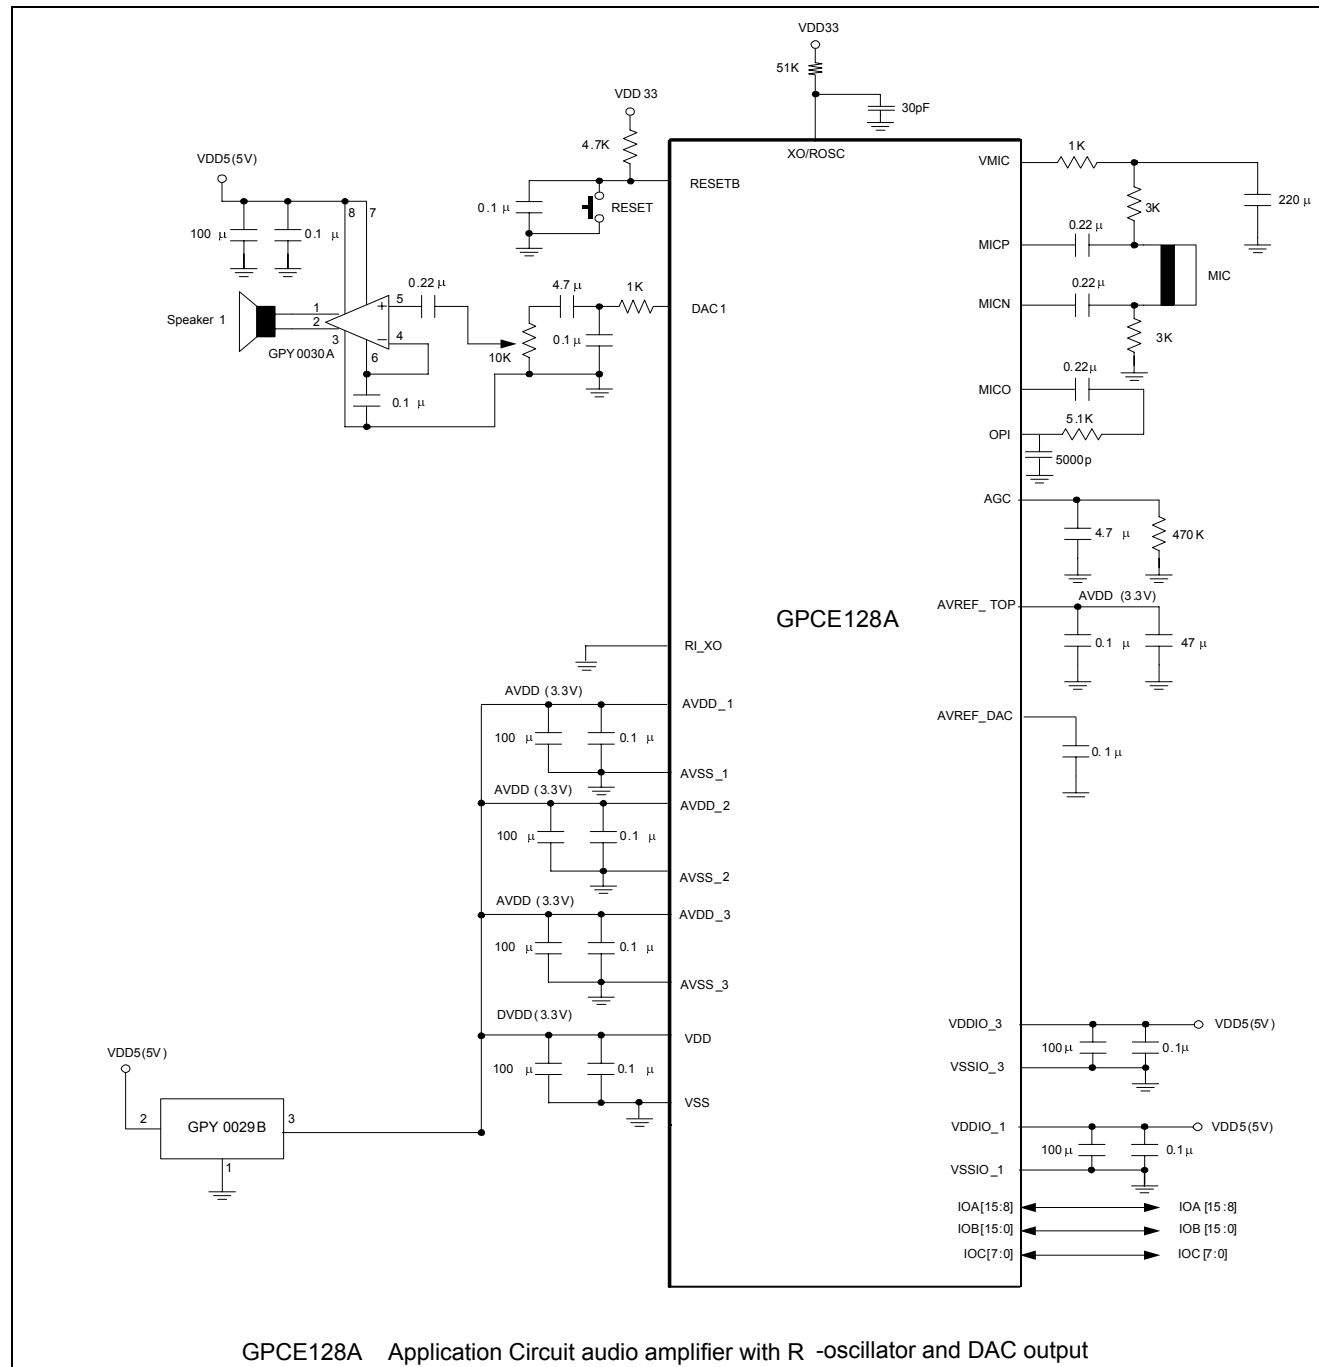 VDD33
51K
30pF
XO/ROSC
VDD 33
4.7K
RESETB
0.1 μ
RESET
VDD5(5V)
100 μ
0.1 μ
8
7
Speaker 1
1
2
3
GPY 0030A
+
5
−
4
6
0.22 μ
0.1 μ
10K
4.7 μ
0.1 μ
1K
DAC1
VMIC
1K
3K
220 μ
MICP
0.22 μ
MIC
MICN
0.22 μ
3K
MICO
0.22μ
OPI
5.1K
5000p
AGC
4.7 μ
470 K
GPCE128A
AVREF_ TOP
AVDD (3.3V)
0.1 μ
47 μ
AVREF_DAC
0.1 μ
RI_XO
AVDD (3.3V)
AVDD_1
100 μ
0.1 μ
AVSS_1
AVDD (3.3V)
AVDD_2
100 μ
0.1 μ
AVSS_2
AVDD (3.3V)
AVDD_3
100 μ
0.1 μ
AVSS_3
DVDD(3.3V)
VDD
100 μ
0.1 μ
VSS
VDD5(5V)
2
GPY 0029B
3
1
VDDIO_3
VDD5(5V)
100μ
0.1μ
VSSIO_3
VDDIO_1
VDD5(5V)
100μ
0.1μ
VSSIO_1
IOA[15:8] IOA [15:8]
IOB[15:0] IOB [15:0]
IOC[7:0] IOC [7:0]
GPCE128A Application Circuit audio amplifier with R -oscillator and DAC output